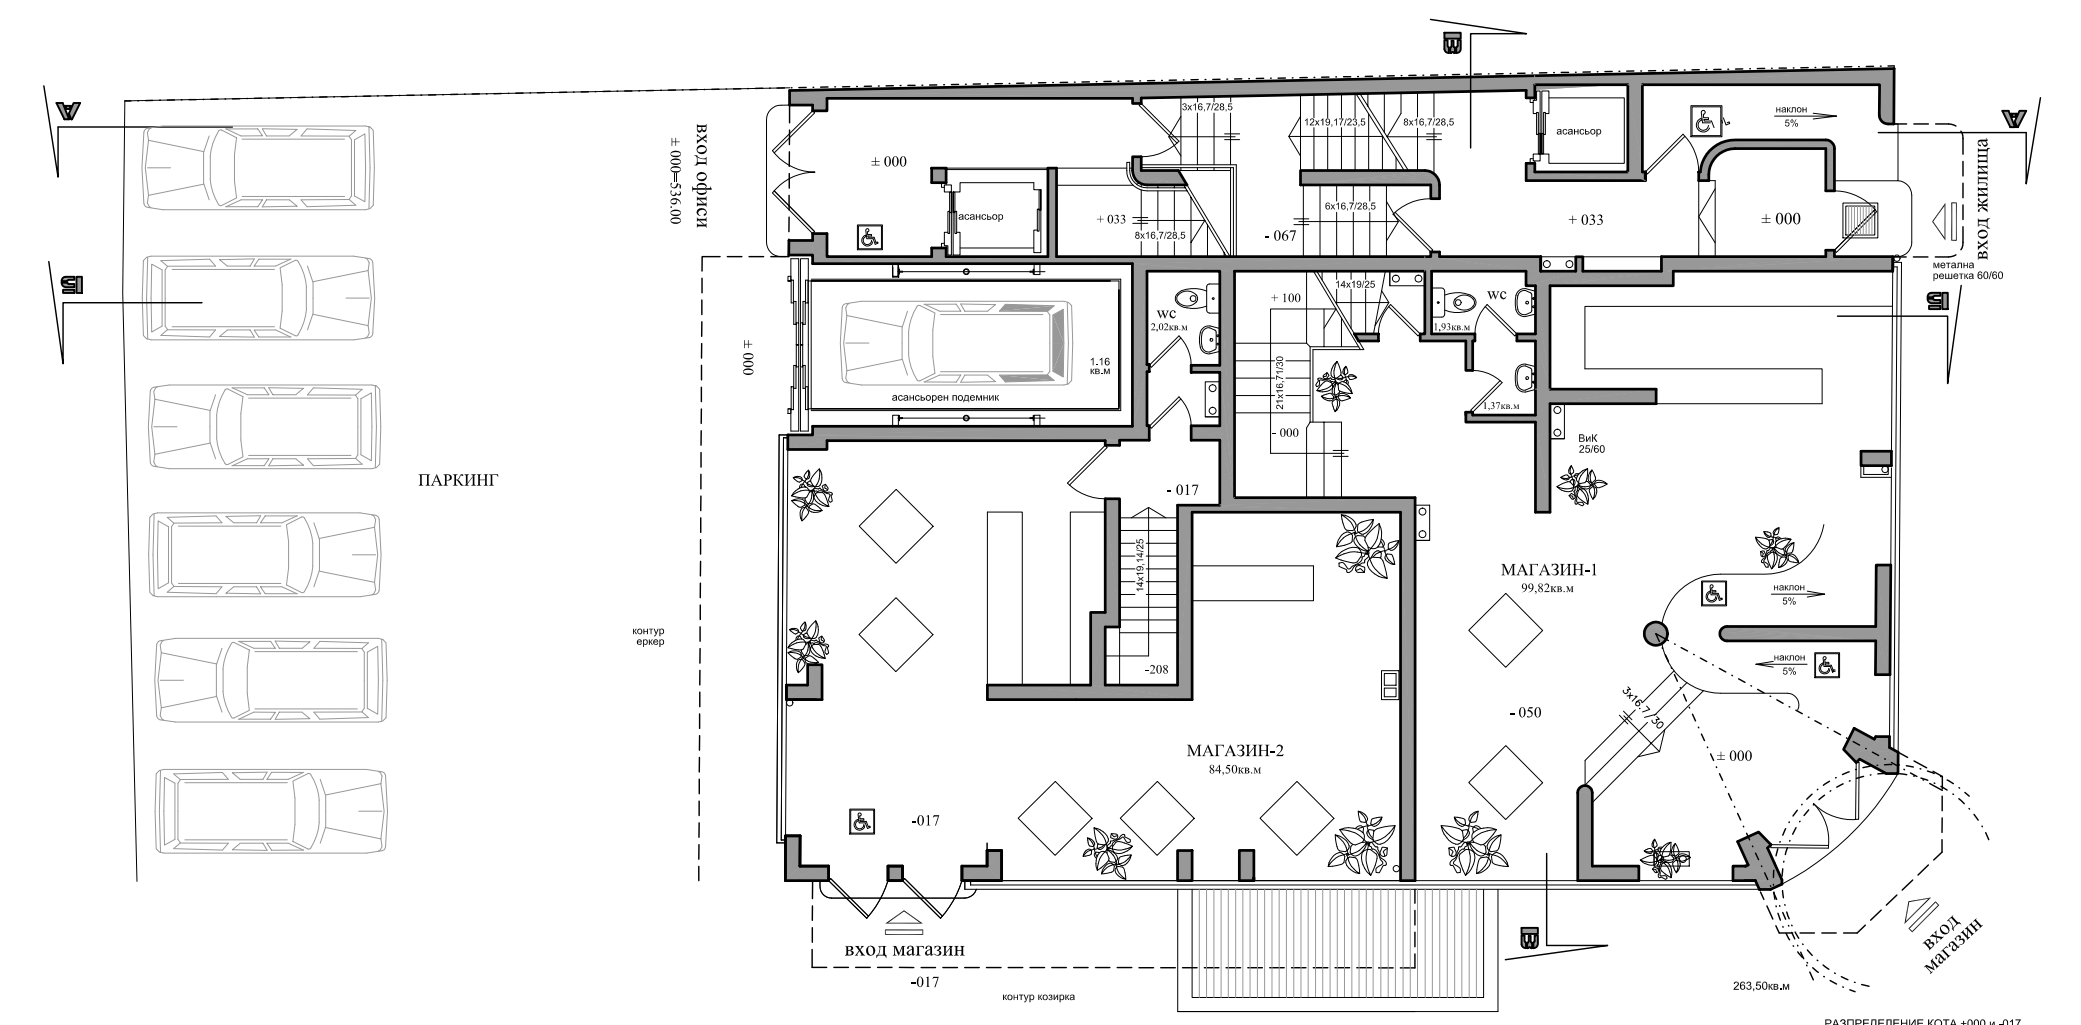 A
Б
A
Б
В
В
A
Б
3х16,7/28,5
12х19,17/23,5
8х16,7/28,5
асансьор
наклон
5%
вход офиси
± 000=536.00
± 000
асансьор
+ 033
8х16,7/28,5
6х16,7/28,5
- 067
+ 033
± 000
вход жилища
метална
решетка 60/60
± 000
1.16
кв.м
асансьорен подемник
wc
2,02кв.м
+ 100
14х19/25
21х16,71/30
- 000
wc
1,93кв.м
1,37кв.м
ВиК
25/60
ПАРКИНГ
- 017
14х19,14/25
-208
МАГАЗИН-1
99,82кв.м
наклон
5%
наклон
5%
контур
еркер
3х16.7/30
- 050
± 000
МАГАЗИН-2
84,50кв.м
-017
вход магазин
-017
контур козирка
вход
магазин
263,50кв.м
РАЗПРЕДЕЛЕНИЕ КОТА ±000 и -017